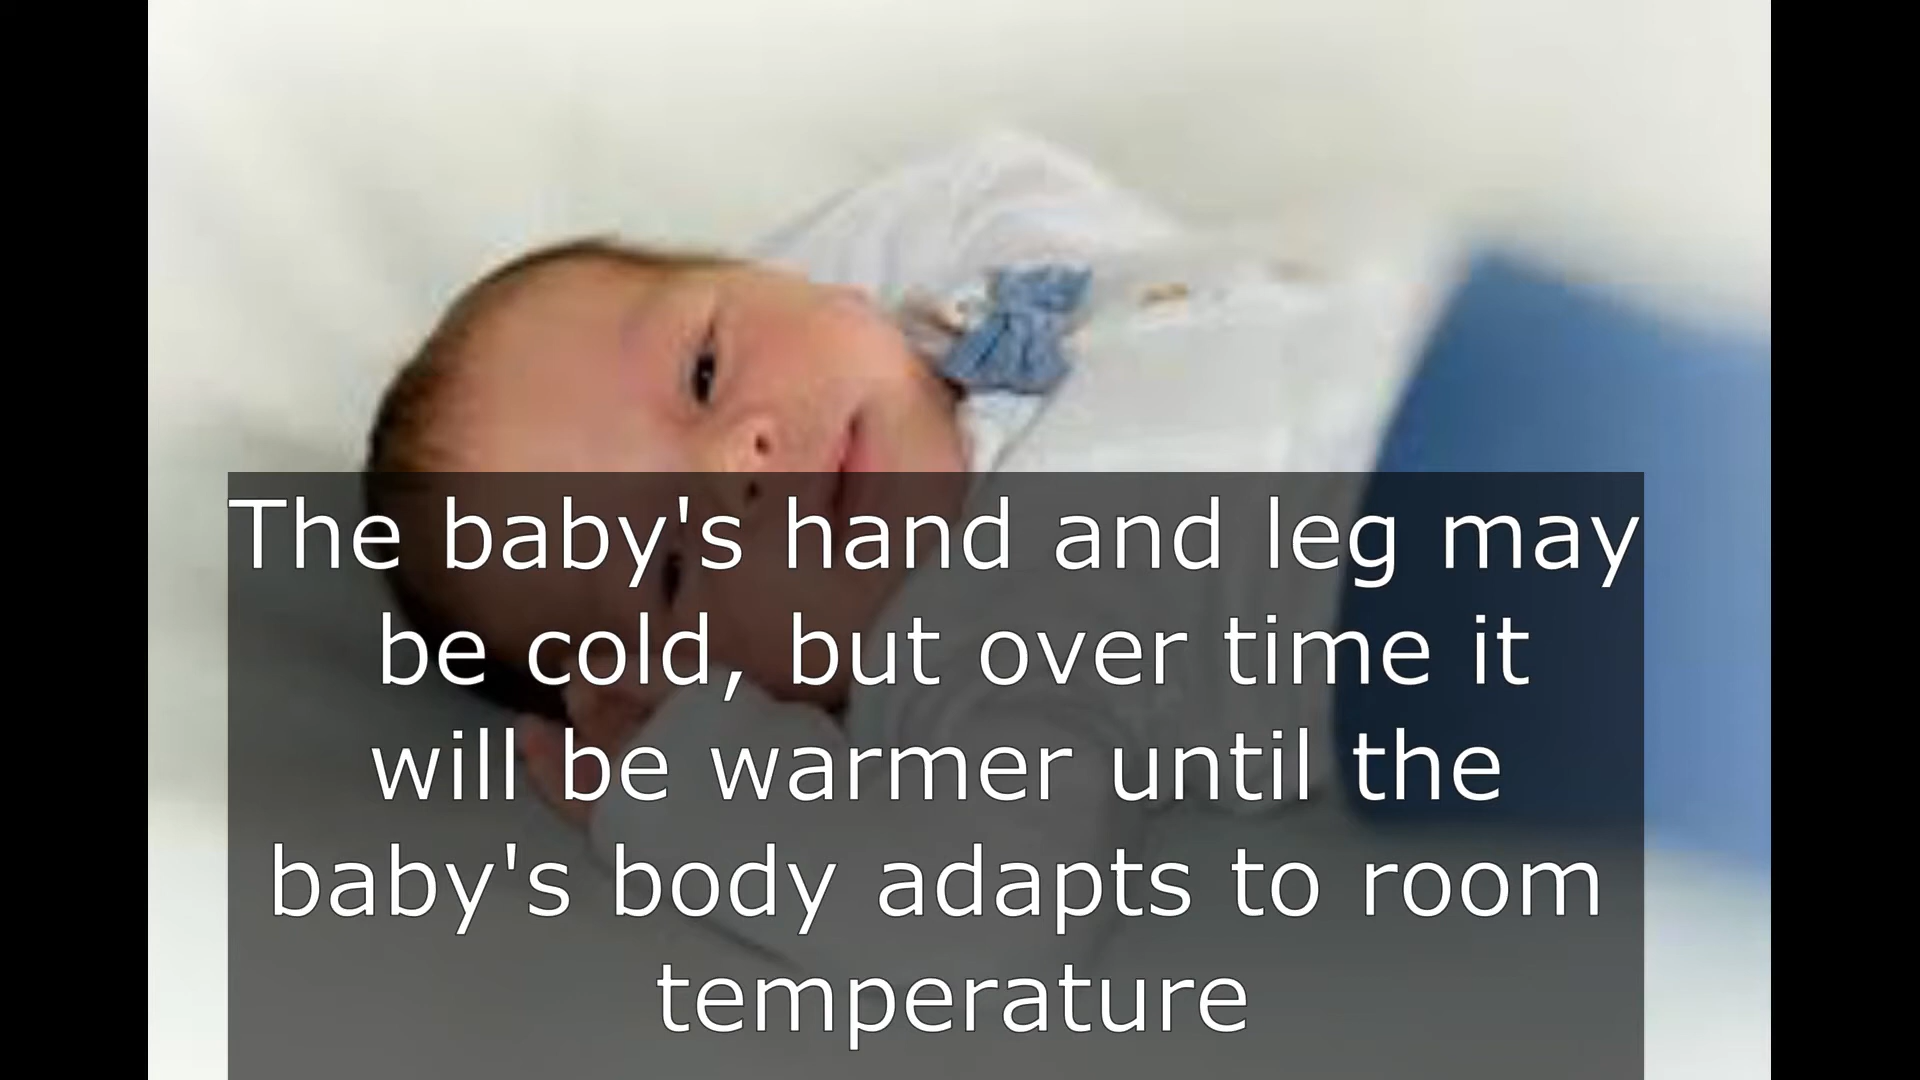 The baby's hand and leg may
be cold, but over time it
will be warmer until the
baby's body adapts to room
temperature